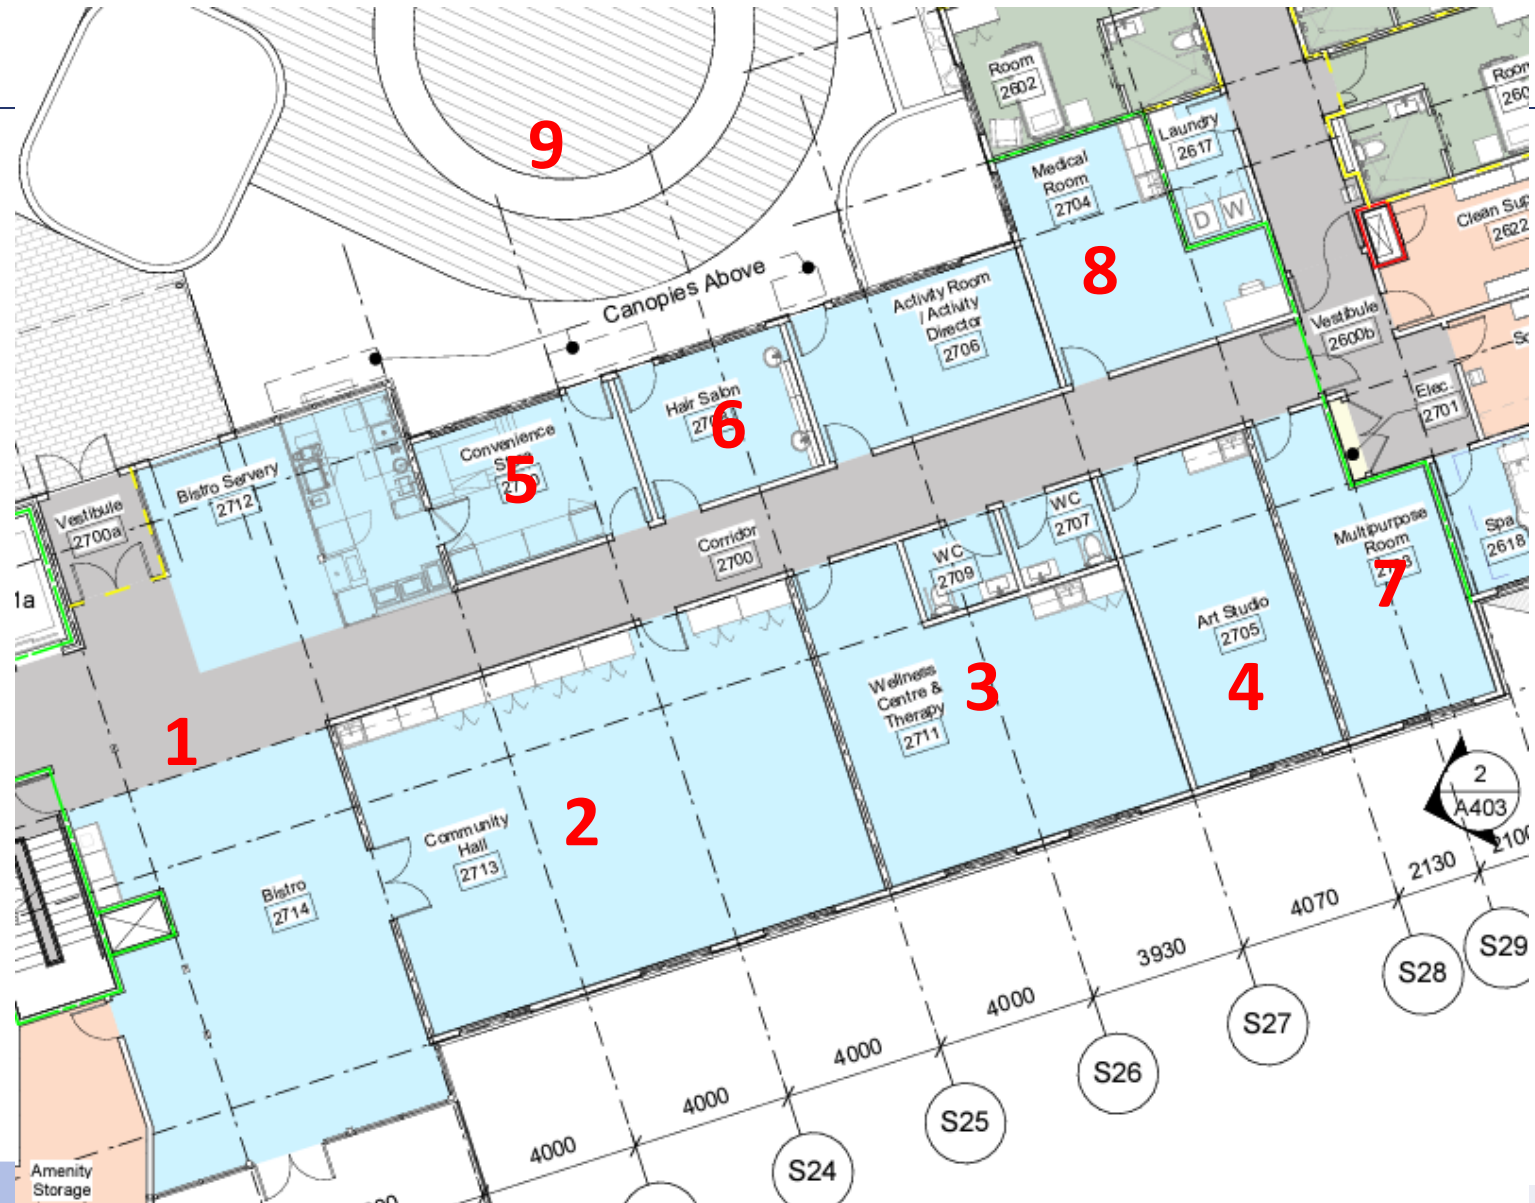 9
Room
2602
Laundry
2617
D W
Medical
Room
2704
8
Clean
2622
Canopies Above
Activity Room
/ Activity
Director
2706
Vestibule
2600b
Elec.
2701
Hair Salon
6
Convenience
5
Bistro Servery
2712
Vestibule
2700a
1a
Corridor
2700
WC
2707
WC
2709
Multipurpose
Room
7
Spa
2618
Art Studio
2705
4
Wellness
Centre &
Therapy
2711
3
1
2
Community
Hall
2713
Bistro
2714
2
A403
2100
2130
4070
3930
4000
4000
4000
4000
S29
S28
S27
S26
S25
S24
Amenity
Storage